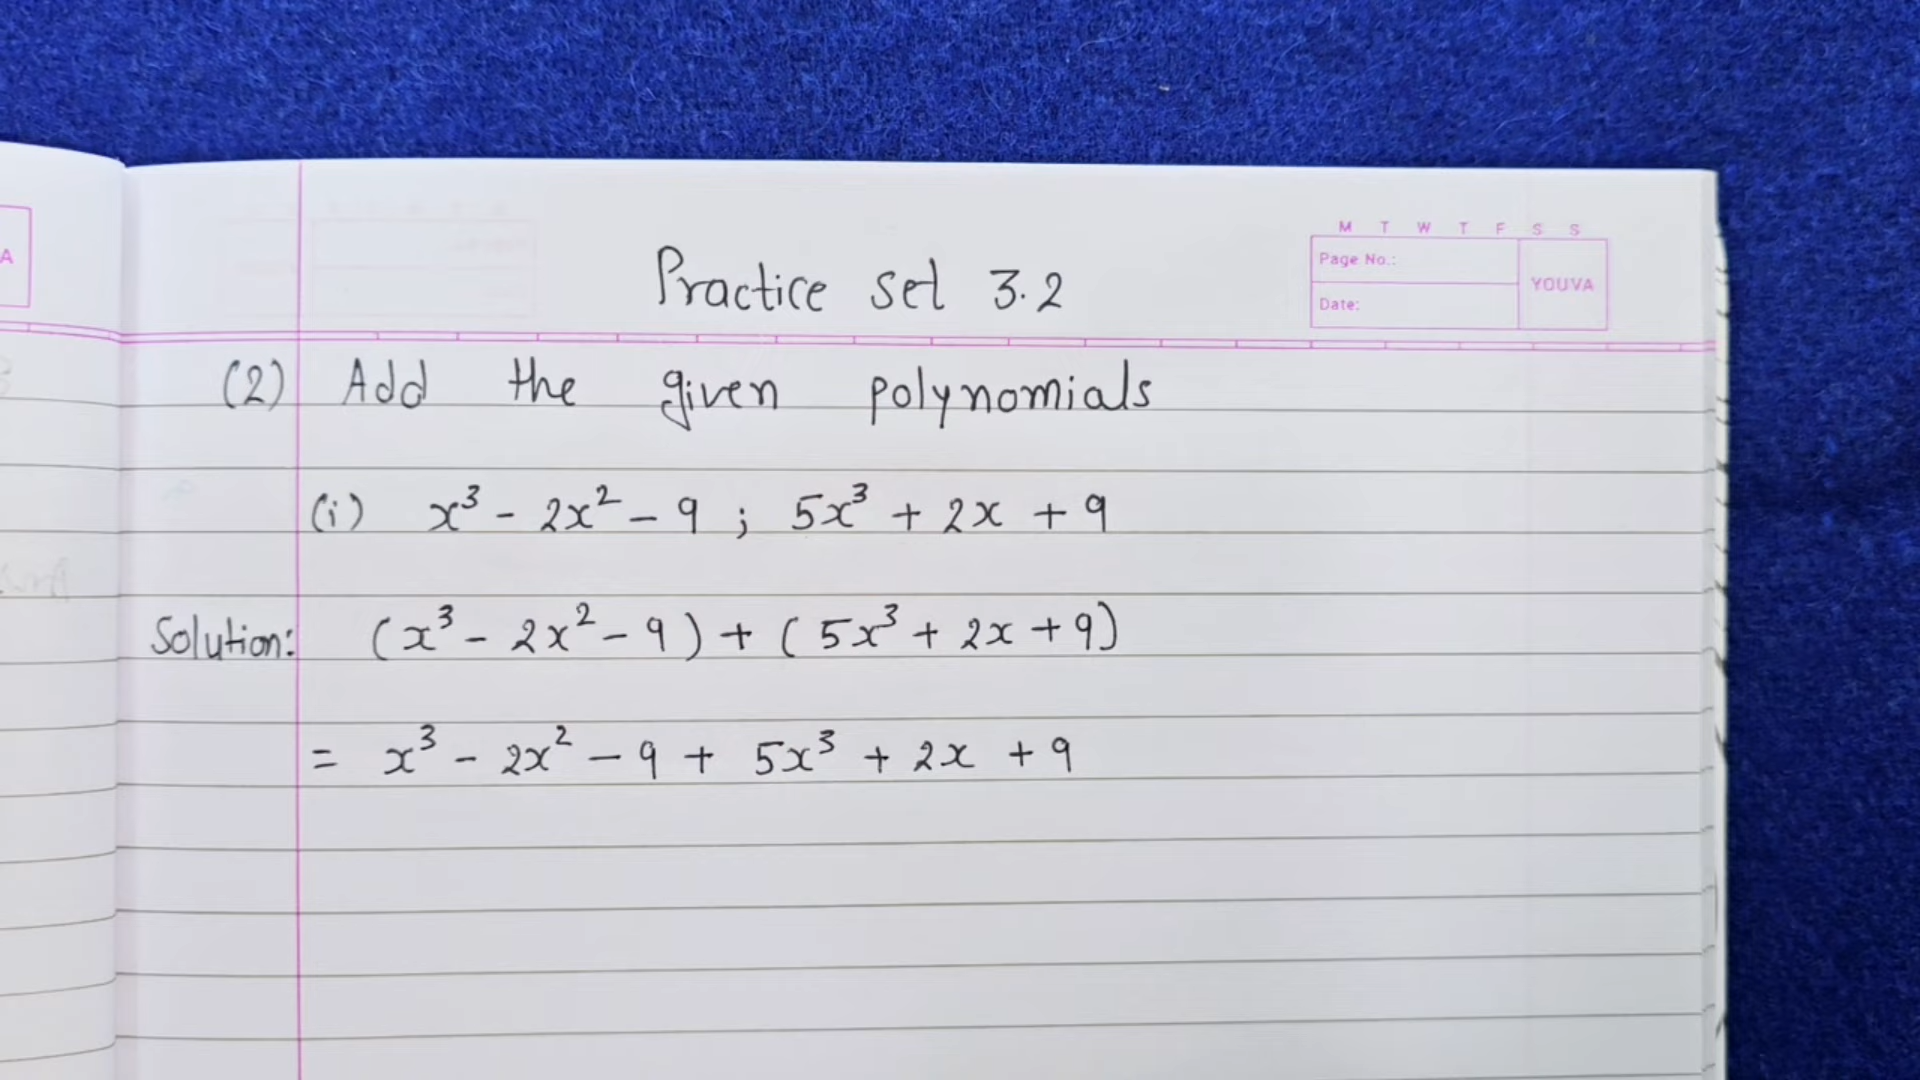 M T W T F S S
Page No.:
YOUVA
Date:
A
Practice set 3.2
(2) Add the given polynomials
(i) x³ - 2x² - 9 ; 5x³ + 2x + 9
Solution: (x³ - 2x² - 9) + (5x³ + 2x + 9)
= x³ - 2x² - 9 + 5x³ + 2x + 9